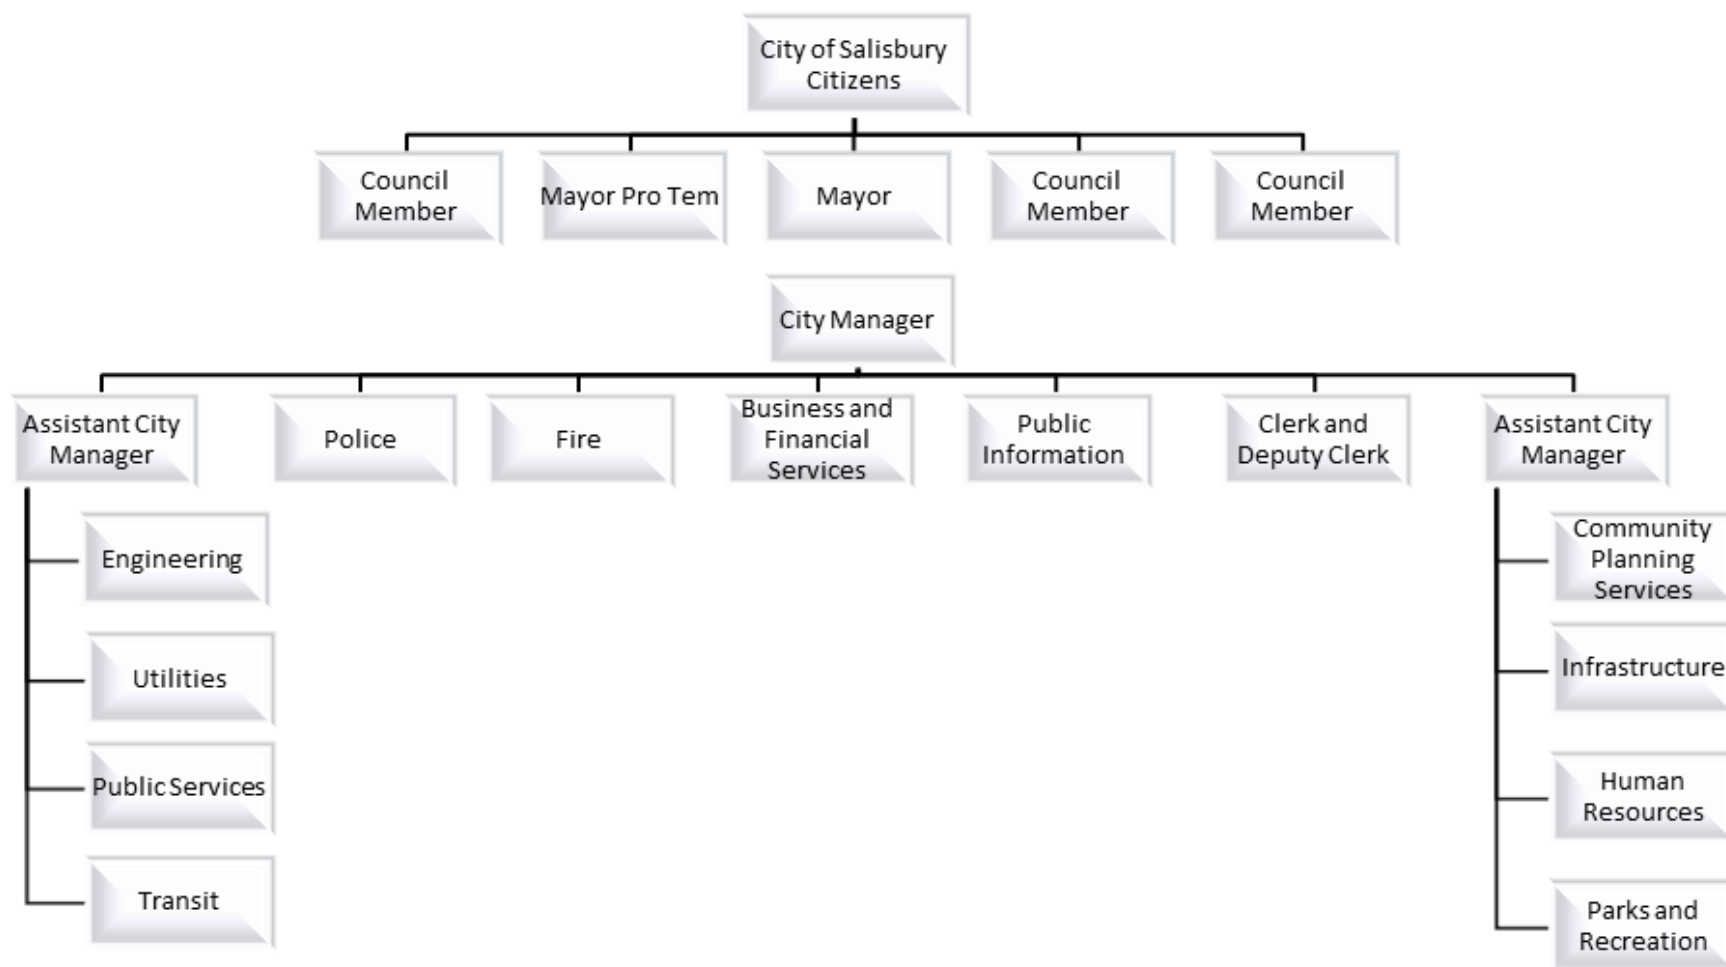 City of Salisbury
Citizens
Council
Member
Mayor Pro Tem
Mayor
Council
Member
Council
Member
City Manager
Assistant City
Manager
Police
Fire
Business and
Financial
Services
Public
Information
Clerk and
Deputy Clerk
Assistant City
Manager
Engineering
Utilities
Public Services
Transit
Community
Planning
Services
Infrastructure
Human
Resources
Parks and
Recreation